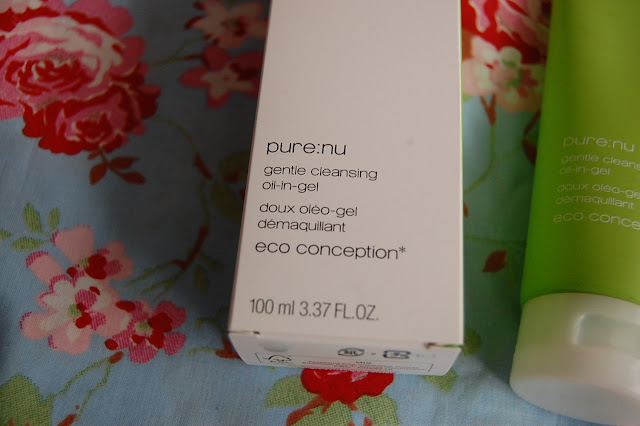 pure:nu
gentle cleansing
oil-in-gel
doux oléo-gel
démaquillant
eco conception*
100 ml 3.37 FL.OZ.
pure:nu
gentle cleans
oil-in-gel
doux oléo-gel
démaquillant
eco conce